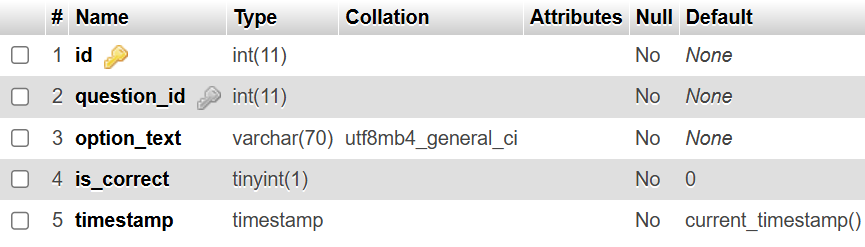 # Name Type Collation Attributes Null Default
1 id int(11) No None
2 question_id int(11) No None
3 option_text varchar(70) utf8mb4_general_ci No None
4 is_correct tinyint(1) No 0
5 timestamp timestamp No current_timestamp()